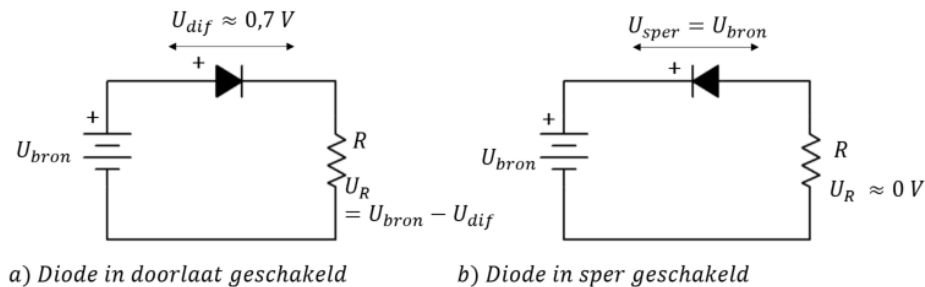 U_dif ≈ 0,7 V
+
+
U_bron
R
U_R
= U_bron − U_dif
a) Diode in doorlaat geschakeld
U_sper = U_bron
+
+
U_bron
R
U_R ≈ 0 V
b) Diode in sper geschakeld